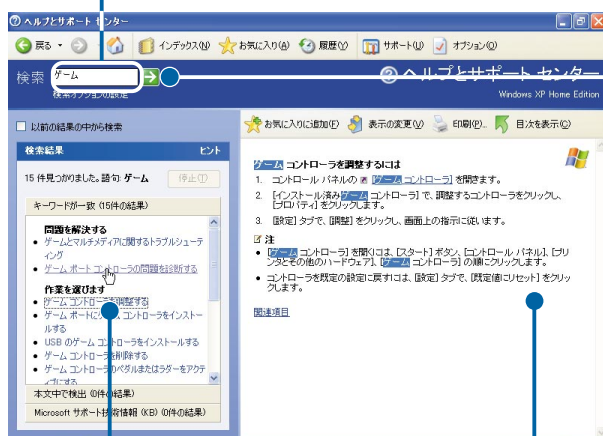 ヘルプとサポート センター
戻る
インデックス(N)
お気に入り(A)
履歴(Y)
サポート(U)
オプション(O)
検索
ゲーム
検索オプションの設定
ヘルプとサポート センター
Windows XP Home Edition
以前の結果の中から検索
お気に入りに追加(F)
表示の変更(V)
印刷(P)...
目次を表示(C)
検索結果
ヒント
15 件見つかりました。語句: ゲーム
停止(T)
キーワードが一致 (15件の結果)
問題を解決する
ゲームとマルチメディアに関するトラブルシューテ
ィング
ゲーム ポート コントローラの問題を診断する
作業を選びます
ゲーム コントローラを調整する
ゲーム ポートに コントローラをインストー
ルする
USB のゲーム コントローラをインストールする
ゲーム コントローラを削除する
ゲーム コントローラのペダルまたはラダーをアクテ
ィブにする
本文中で検出 (0件の結果)
Microsoft サポート技術情報 (KB) (0件の結果)
ゲーム コントローラを調整するには
1. コントロール パネルの [ゲーム コントローラ] を開きます。
2. [インストール済みゲーム コントローラ] で、調整するコントローラをクリックし、
[プロパティ] をクリックします。
3. [設定] タブで、[調整] をクリックし、画面上の指示に従います。
注
[ゲーム コントローラ] を開くには、[スタート] ボタン、[コントロール パネル]、[プリ
ンタとその他のハードウェア]、[ゲーム コントローラ] の順にクリックします。
コントローラを既定の設定に戻すには、[設定] タブで、[既定値にリセット] をクリッ
クします。
関連項目